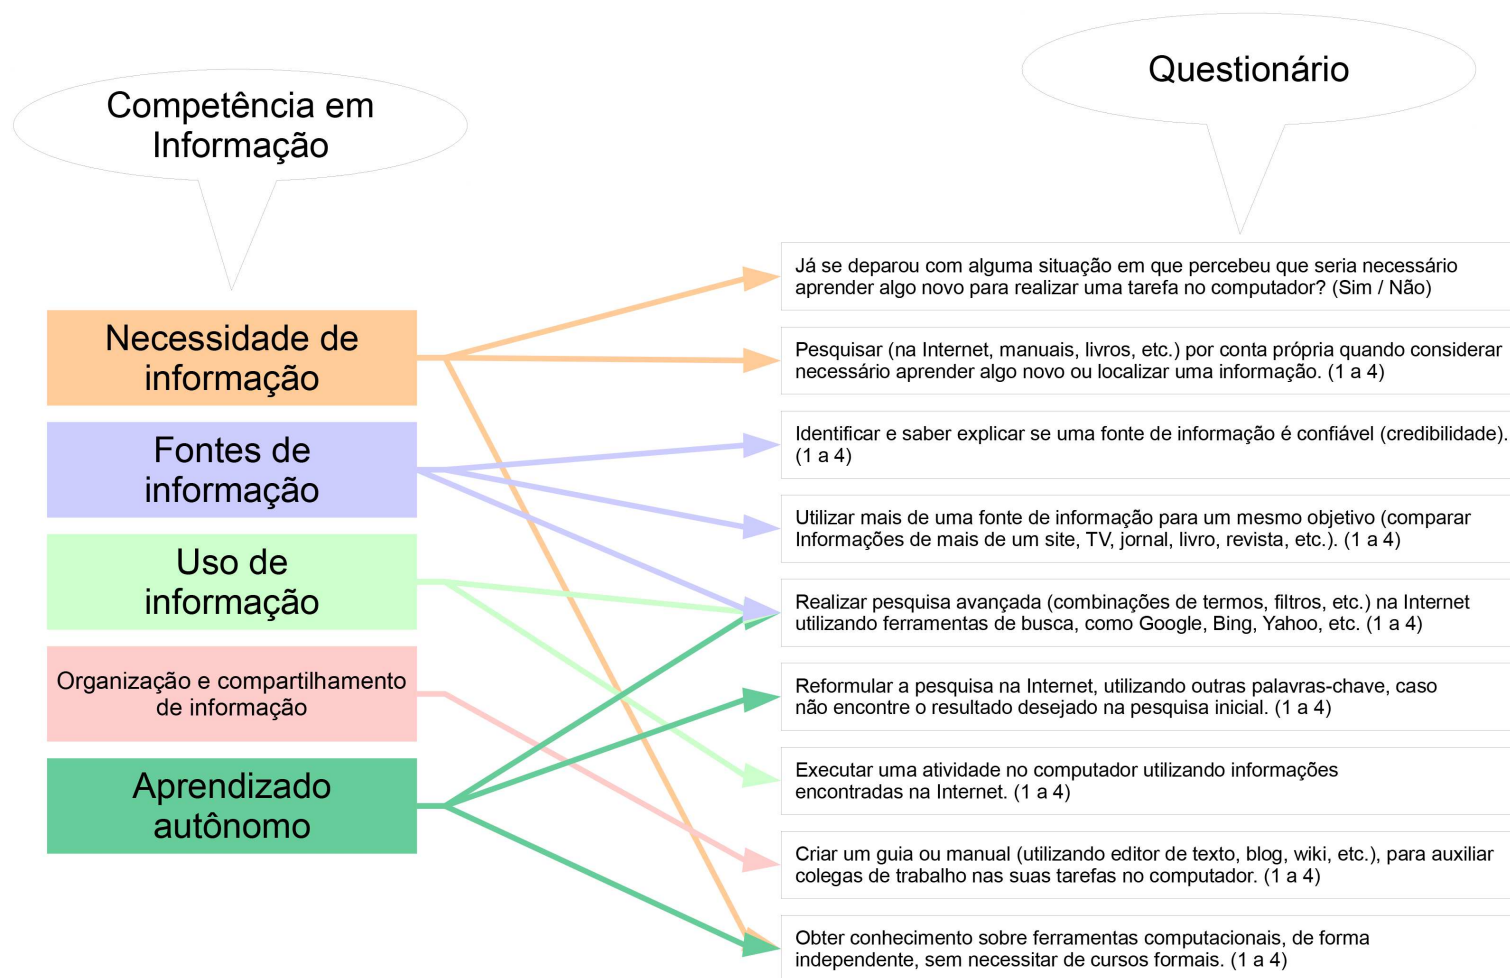 Competência em
Informação
Questionário
Necessidade de
informação
Fontes de
informação
Uso de
informação
Organização e compartilhamento
de informação
Aprendizado
autônomo
Já se deparou com alguma situação em que percebeu que seria necessário
aprender algo novo para realizar uma tarefa no computador? (Sim / Não)
Pesquisar (na Internet, manuais, livros, etc.) por conta própria quando considerar
necessário aprender algo novo ou localizar uma informação. (1 a 4)
Identificar e saber explicar se uma fonte de informação é confiável (credibilidade).
(1 a 4)
Utilizar mais de uma fonte de informação para um mesmo objetivo (comparar
Informações de mais de um site, TV, jornal, livro, revista, etc.). (1 a 4)
Realizar pesquisa avançada (combinações de termos, filtros, etc.) na Internet
utilizando ferramentas de busca, como Google, Bing, Yahoo, etc. (1 a 4)
Reformular a pesquisa na Internet, utilizando outras palavras-chave, caso
não encontre o resultado desejado na pesquisa inicial. (1 a 4)
Executar uma atividade no computador utilizando informações
encontradas na Internet. (1 a 4)
Criar um guia ou manual (utilizando editor de texto, blog, wiki, etc.), para auxiliar
colegas de trabalho nas suas tarefas no computador. (1 a 4)
Obter conhecimento sobre ferramentas computacionais, de forma
independente, sem necessitar de cursos formais. (1 a 4)